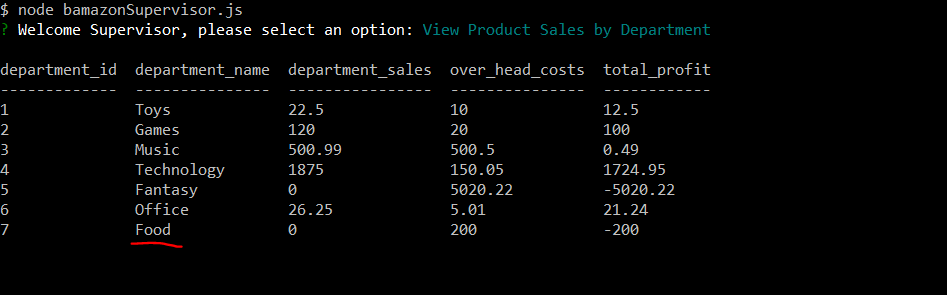 $ node bamazonSupervisor.js
? Welcome Supervisor, please select an option: View Product Sales by Department
department_id  department_name  department_sales  over_head_costs  total_profit
-------------  ---------------  ----------------  ---------------  ------------
1              Toys             22.5              10               12.5
2              Games            120               20               100
3              Music            500.99            500.5            0.49
4              Technology       1875              150.05           1724.95
5              Fantasy          0                 5020.22          -5020.22
6              Office           26.25             5.01             21.24
7              Food             0                 200              -200